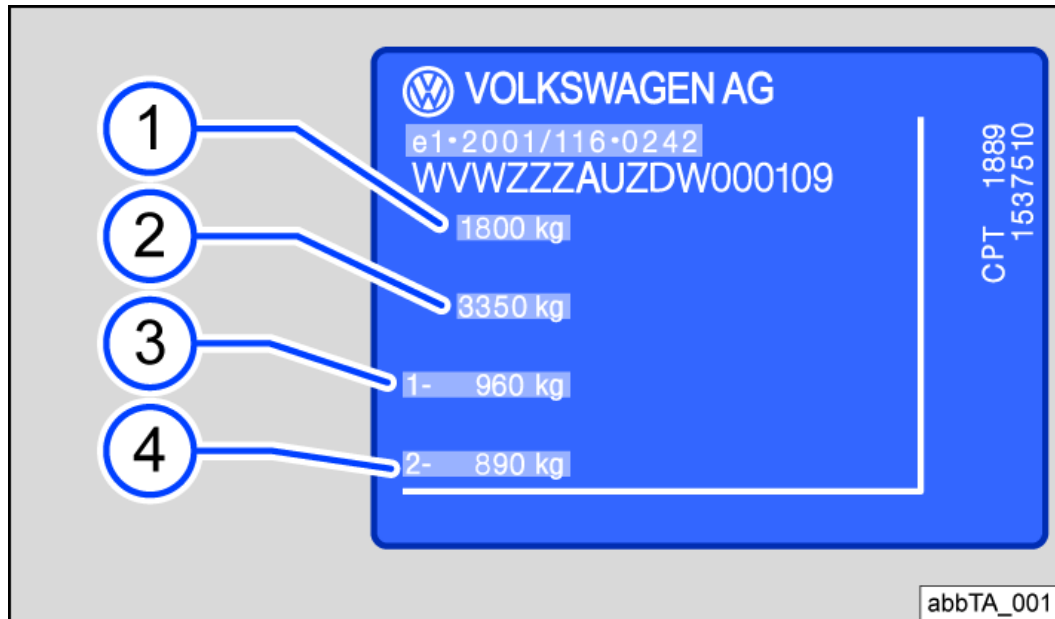 VOLKSWAGEN AG
e1•2001/116•0242
WVWZZZAUZDW000109
1
1800 kg
2
3350 kg
3
1- 960 kg
4
2- 890 kg
CPT 1889
1537510
abbTA_001